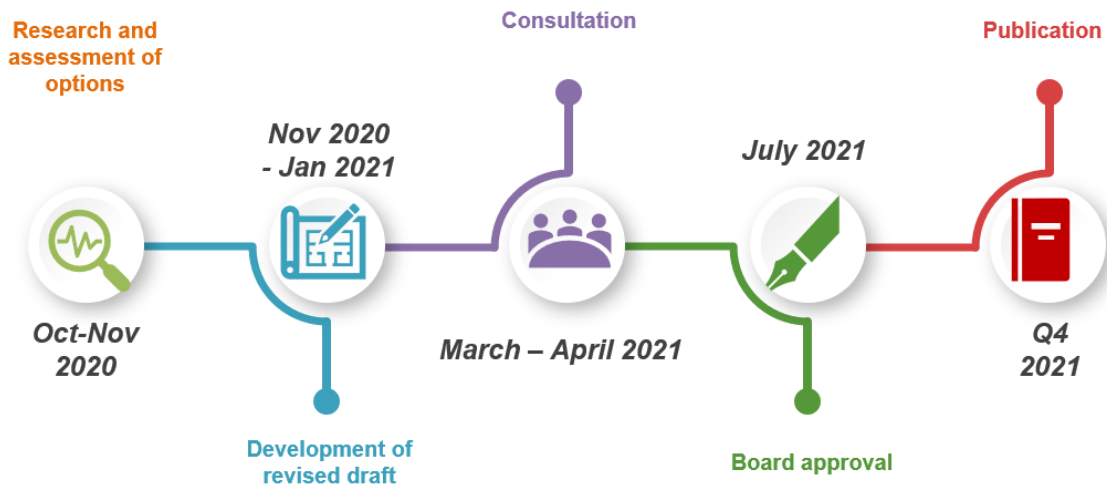 Research and
assessment of
options
Oct-Nov
2020
Nov 2020
- Jan 2021
Development of
revised draft
Consultation
March – April 2021
July 2021
Board approval
Publication
Q4
2021